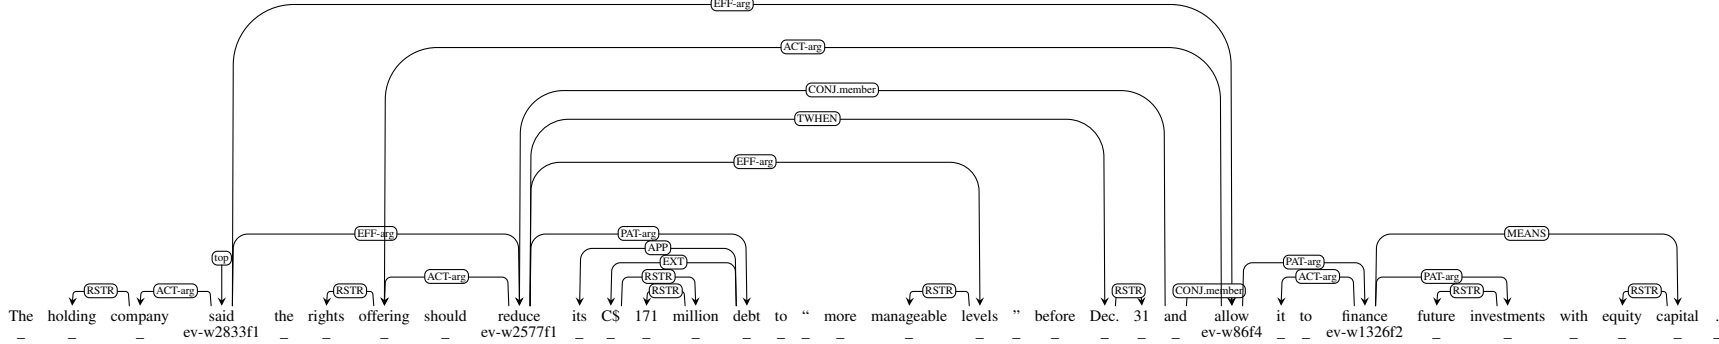 EFF-arg
ACT-arg
CONJ.member
TWHEN
EFF-arg
EFF-arg PAT-arg MEANS
APP
top EXT PAT-arg
ACT-arg RSTR ACT-arg PAT-arg
RSTR ACT-arg RSTR RSTR RSTR RSTR CONJ.member RSTR RSTR
The holding company said the rights offering should reduce its C$ 171 million debt to “ more manageable levels ” before Dec. 31 and allow it to finance future investments with equity capital .
_ _ _ ev-w2833f1 _ _ _ _ ev-w2577f1 _ _ _ _ _ _ _ _ _ _ _ _ _ _ _ ev-w86f4 _ _ ev-w1326f2 _ _ _ _ _ _